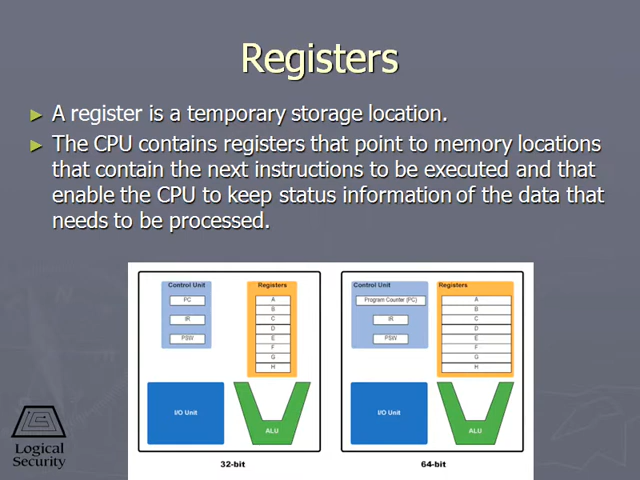 Registers
► A register is a temporary storage location.
► The CPU contains registers that point to memory locations
that contain the next instructions to be executed and that
enable the CPU to keep status information of the data that
needs to be processed.
Control Unit
PC
IR
PSW
Registers
A
B
C
D
E
F
G
H
I/O Unit
ALU
32-bit
Control Unit
Program Counter (PC)
IR
PSW
Registers
A
B
C
D
E
F
G
H
I/O Unit
ALU
64-bit
Logical
Security